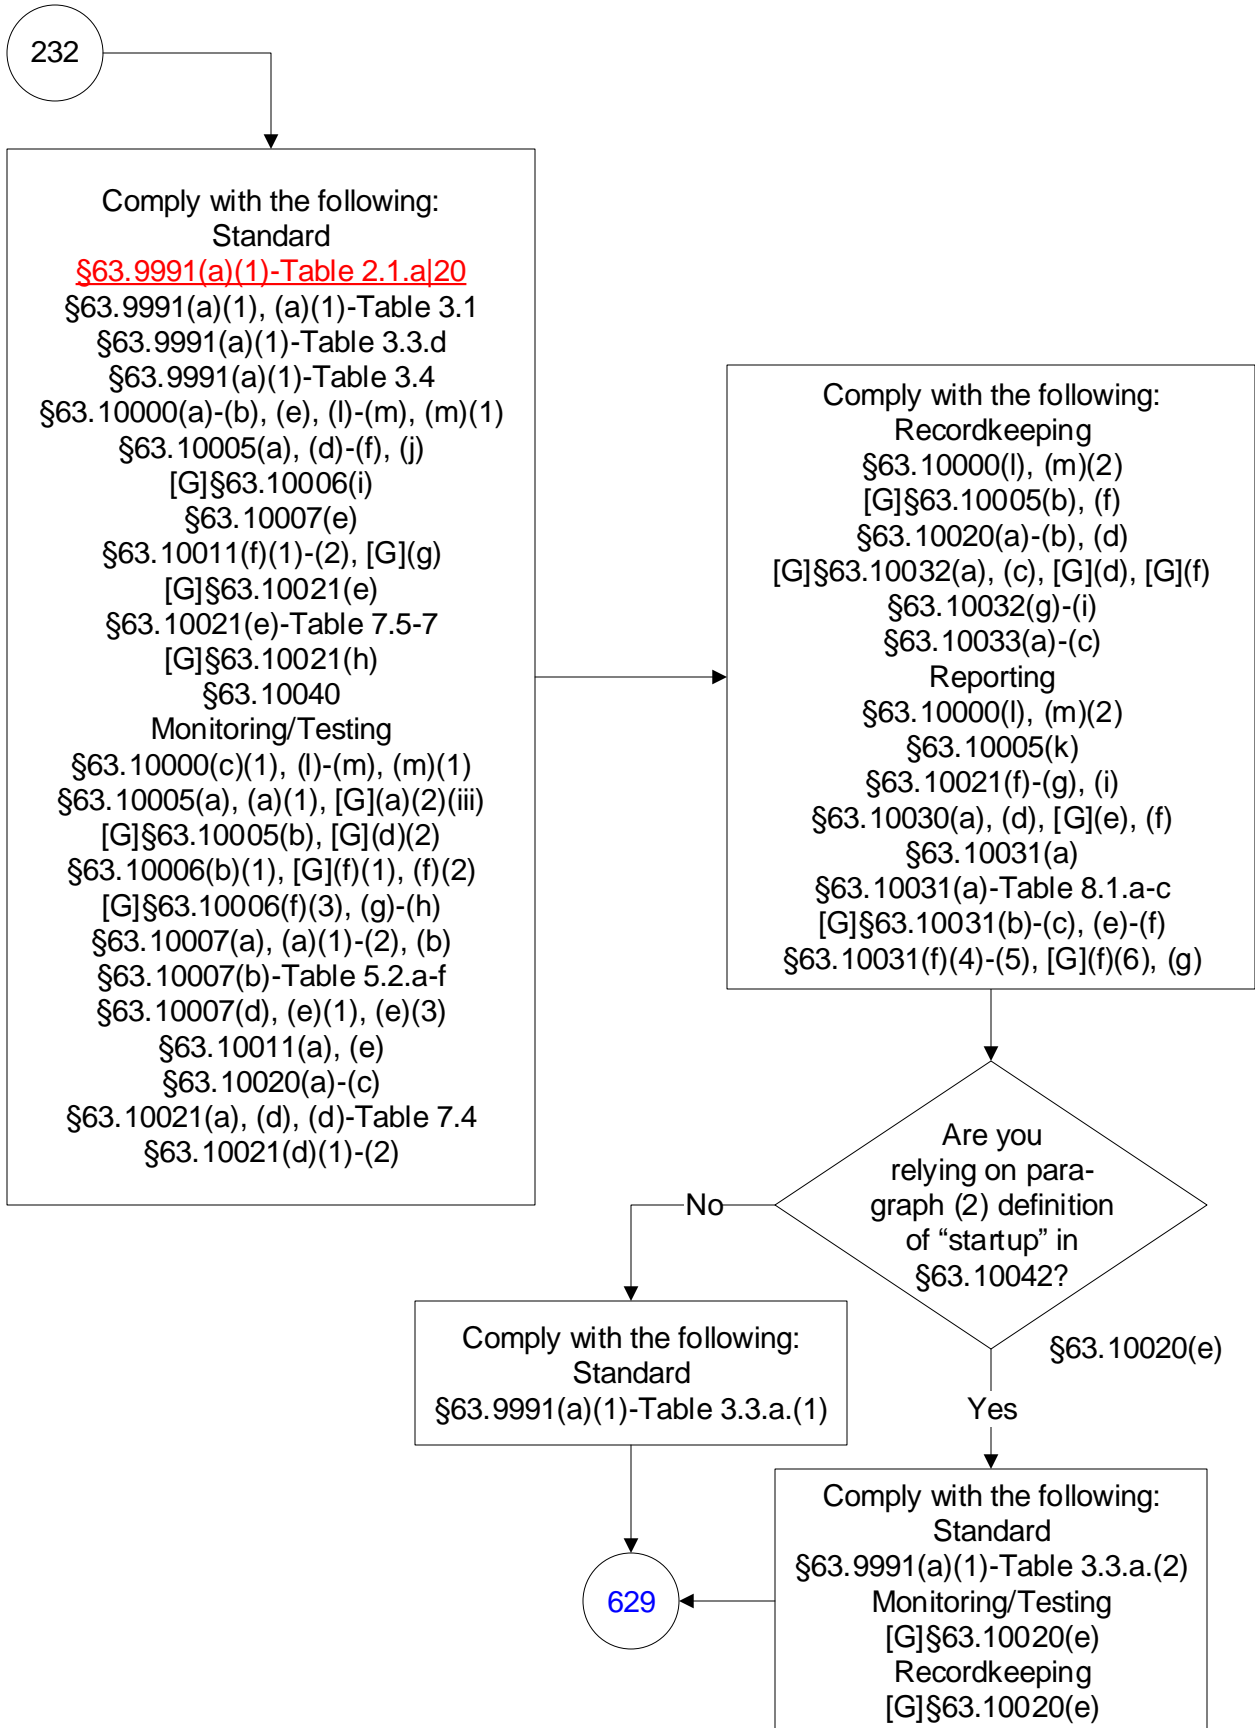 232
Comply with the following:
Standard
§63.9991(a)(1)-Table 2.1.a|20
§63.9991(a)(1), (a)(1)-Table 3.1
§63.9991(a)(1)-Table 3.3.d
§63.9991(a)(1)-Table 3.4
§63.10000(a)-(b), (e), (l)-(m), (m)(1)
§63.10005(a), (d)-(f), (j)
[G]§63.10006(i)
§63.10007(e)
§63.10011(f)(1)-(2), [G](g)
[G]§63.10021(e)
§63.10021(e)-Table 7.5-7
[G]§63.10021(h)
§63.10040
Monitoring/Testing
§63.10000(c)(1), (l)-(m), (m)(1)
§63.10005(a), (a)(1), [G](a)(2)(iii)
[G]§63.10005(b), [G](d)(2)
§63.10006(b)(1), [G](f)(1), (f)(2)
[G]§63.10006(f)(3), (g)-(h)
§63.10007(a), (a)(1)-(2), (b)
§63.10007(b)-Table 5.2.a-f
§63.10007(d), (e)(1), (e)(3)
§63.10011(a), (e)
§63.10020(a)-(c)
§63.10021(a), (d), (d)-Table 7.4
§63.10021(d)(1)-(2)
Comply with the following:
Recordkeeping
§63.10000(l), (m)(2)
[G]§63.10005(b), (f)
§63.10020(a)-(b), (d)
[G]§63.10032(a), (c), [G](d), [G](f)
§63.10032(g)-(i)
§63.10033(a)-(c)
Reporting
§63.10000(l), (m)(2)
§63.10005(k)
§63.10021(f)-(g), (i)
§63.10030(a), (d), [G](e), (f)
§63.10031(a)
§63.10031(a)-Table 8.1.a-c
[G]§63.10031(b)-(c), (e)-(f)
§63.10031(f)(4)-(5), [G](f)(6), (g)
Are you
relying on para-
graph (2) definition
of “startup” in
§63.10042?
§63.10020(e)
No
Yes
Comply with the following:
Standard
§63.9991(a)(1)-Table 3.3.a.(1)
Comply with the following:
Standard
§63.9991(a)(1)-Table 3.3.a.(2)
Monitoring/Testing
[G]§63.10020(e)
Recordkeeping
[G]§63.10020(e)
629